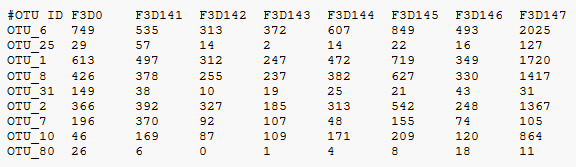 #OTU ID F3D0 F3D141 F3D142 F3D143 F3D144 F3D145 F3D146 F3D147
OTU_6 749 535 313 372 607 849 493 2025
OTU_25 29 57 14 2 14 22 16 127
OTU_1 613 497 312 247 472 719 349 1720
OTU_8 426 378 255 237 382 627 330 1417
OTU_31 149 38 10 19 25 21 43 31
OTU_2 366 392 327 185 313 542 248 1367
OTU_7 196 370 92 107 48 155 74 105
OTU_10 46 169 87 109 171 209 120 864
OTU_80 26 6 0 1 4 8 18 11